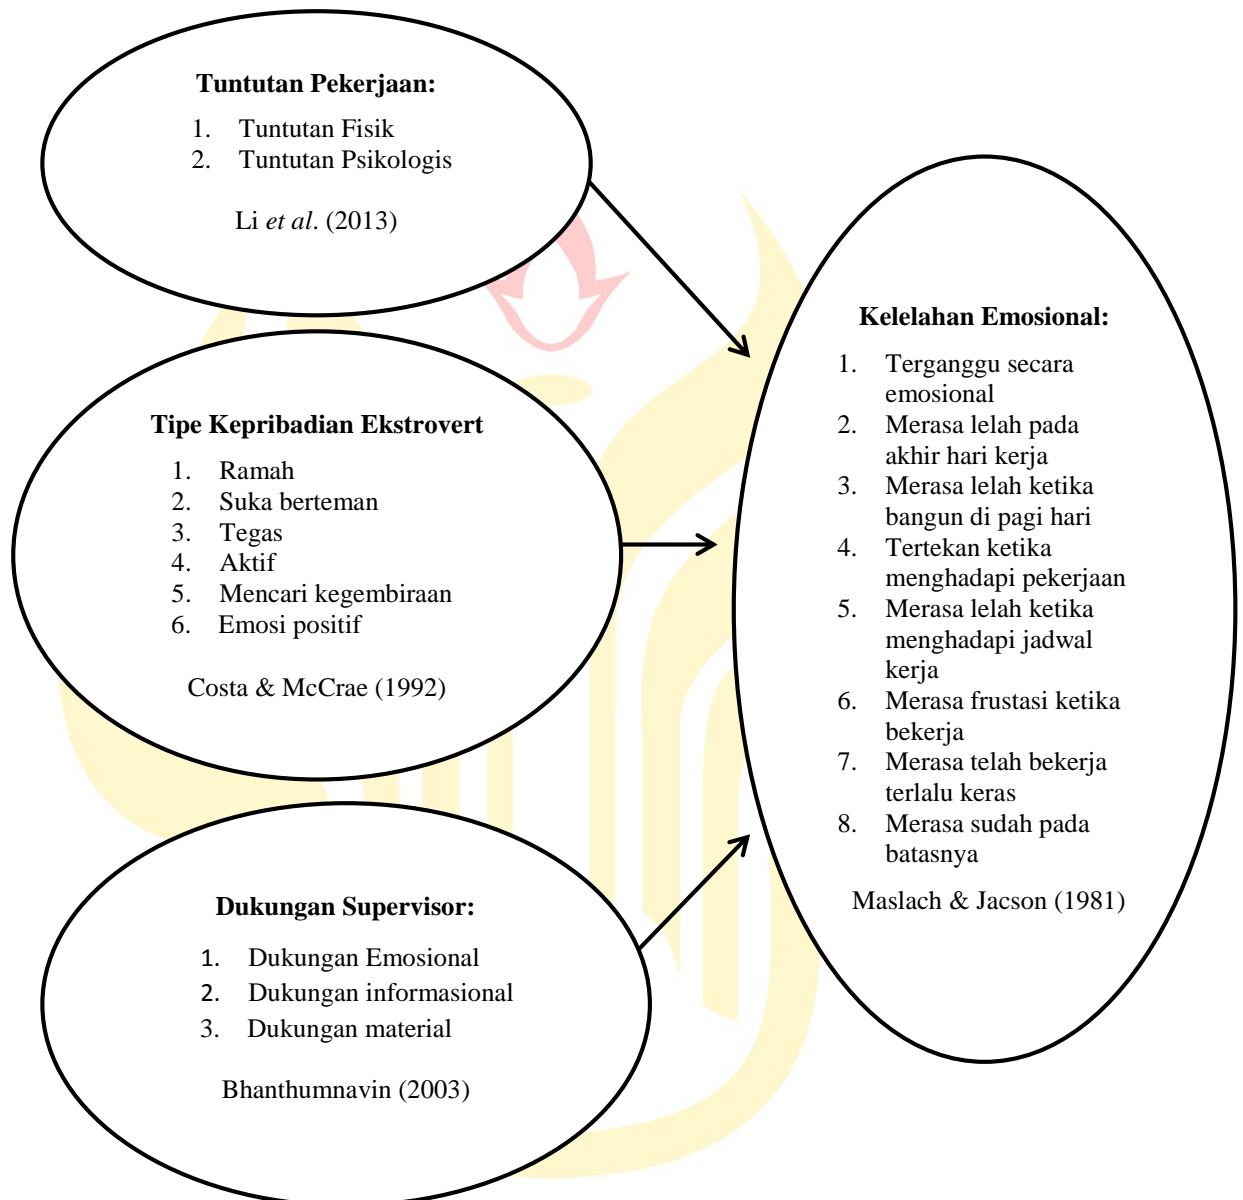 Tuntutan Pekerjaan:
1. Tuntutan Fisik
2. Tuntutan Psikologis
Li et al. (2013)
Tipe Kepribadian Ekstrovert
1. Ramah
2. Suka berteman
3. Tegas
4. Aktif
5. Mencari kegembiraan
6. Emosi positif
Costa & McCrae (1992)
Dukungan Supervisor:
1. Dukungan Emosional
2. Dukungan informasional
3. Dukungan material
Bhanthumnavin (2003)
Kelelahan Emosional:
1. Terganggu secara
emosional
2. Merasa lelah pada
akhir hari kerja
3. Merasa lelah ketika
bangun di pagi hari
4. Tertekan ketika
menghadapi pekerjaan
5. Merasa lelah ketika
menghadapi jadwal
kerja
6. Merasa frustasi ketika
bekerja
7. Merasa telah bekerja
terlalu keras
8. Merasa sudah pada
batasnya
Maslach & Jacson (1981)